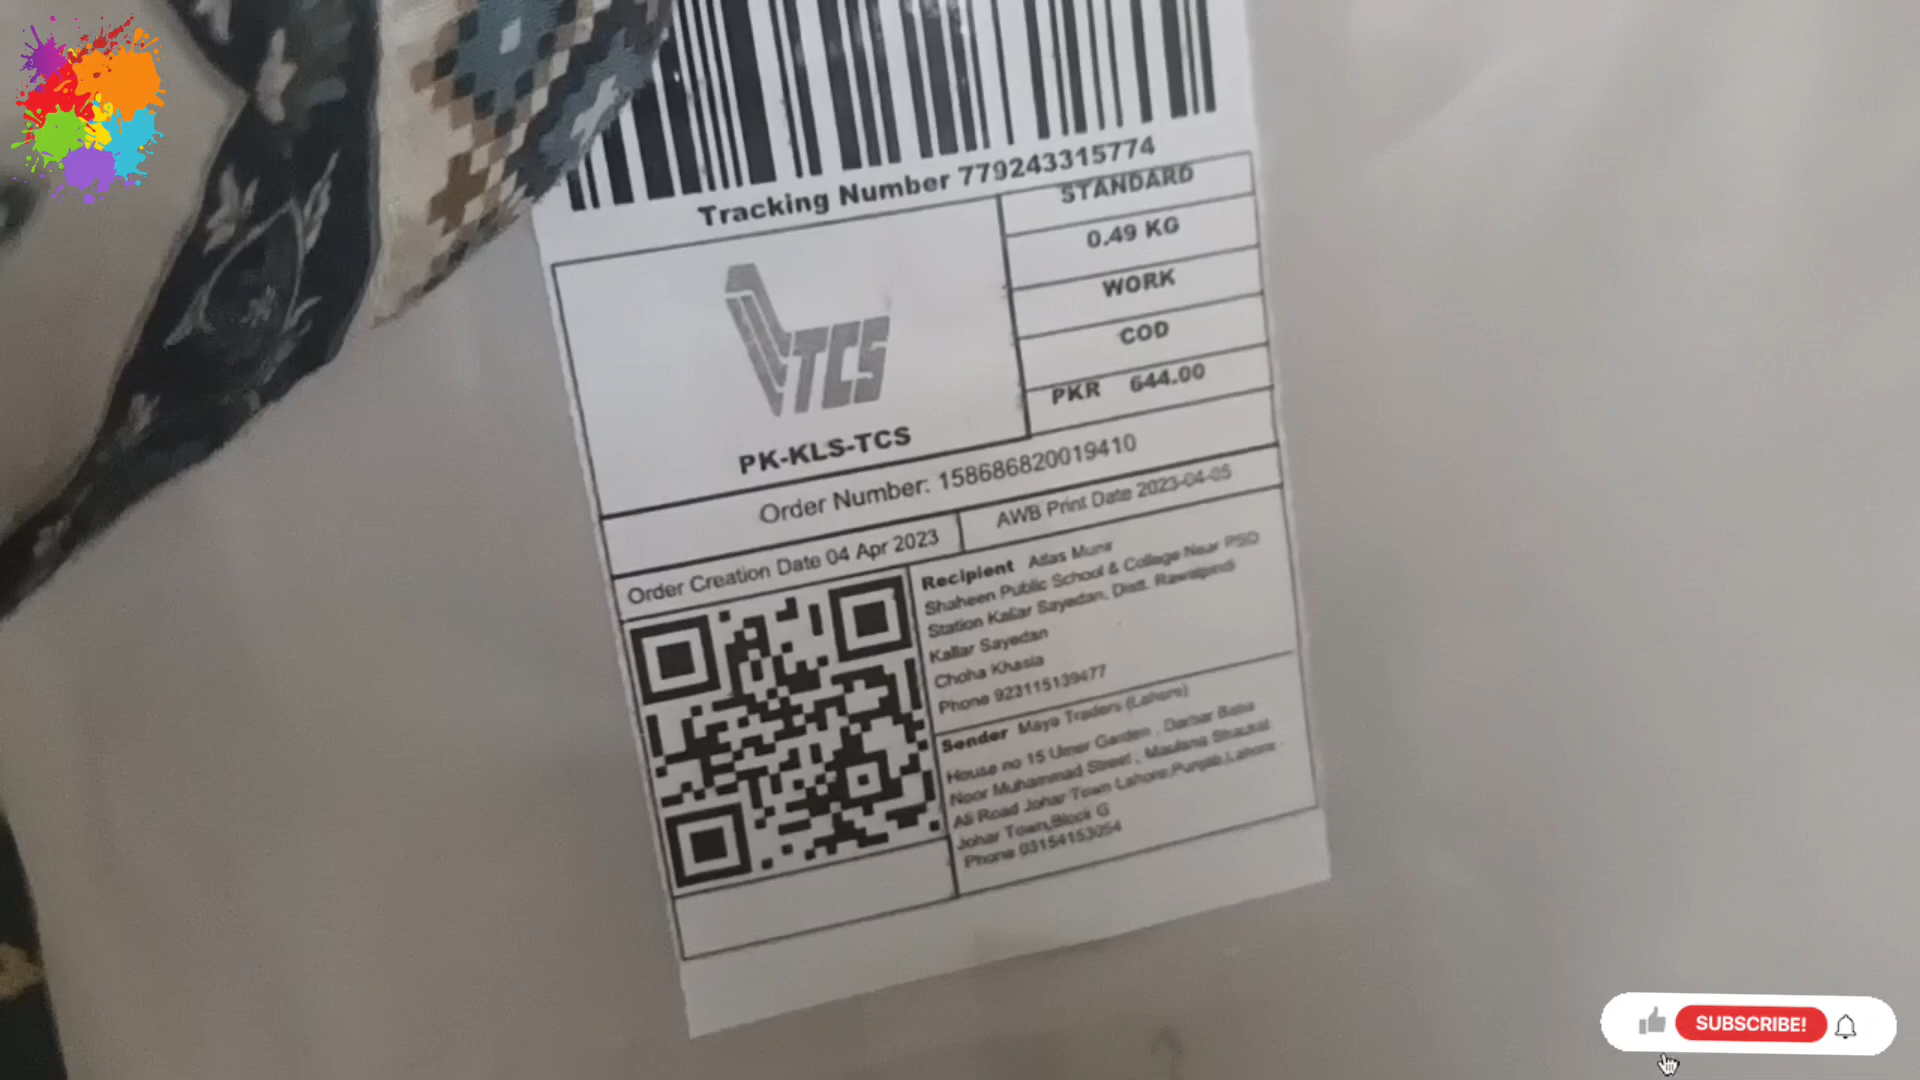 Tracking Number 779243315774
STANDARD
0.49 KG
WORK
COD
PKR 644.00
TCS
PK-KLS-TCS
Order Number: 158686820019410
Order Creation Date 04 Apr 2023
AWB Print Date 2023-04-05
Recipient Atlas Munir
Shaheen Public School & College Near PSO
Station Kallar Sayedan, Distt. Rawalpindi
Kallar Sayedan
Choha Khasia
Phone 923115139477
Sender Maya Traders (Lahore)
House no 15 Umer Garden , Darbar Baba
Noor Muhammad Street , Maulana Shaukat
Ali Road Johar Town Lahore,Punjab,Lahore -
Johar Town,Block G
Phone 03154153054
SUBSCRIBE!